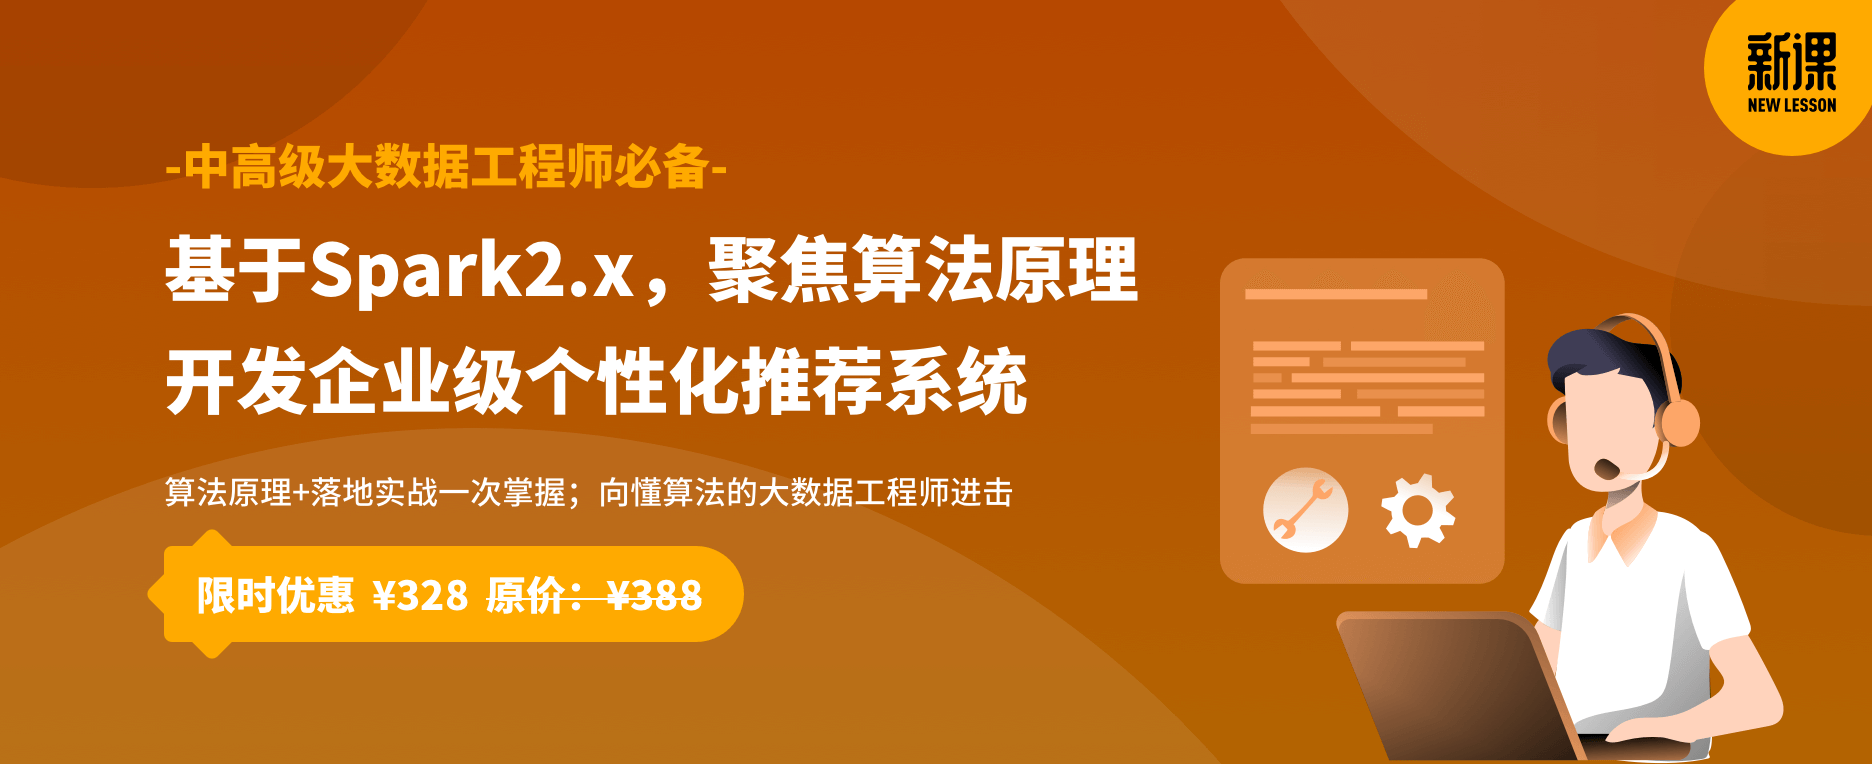 新课
NEW LESSON
-中高级大数据工程师必备-
基于Spark2.x，聚焦算法原理
开发企业级个性化推荐系统
算法原理+落地实战一次掌握；向懂算法的大数据工程师进击
限时优惠 ¥328 原价：¥388